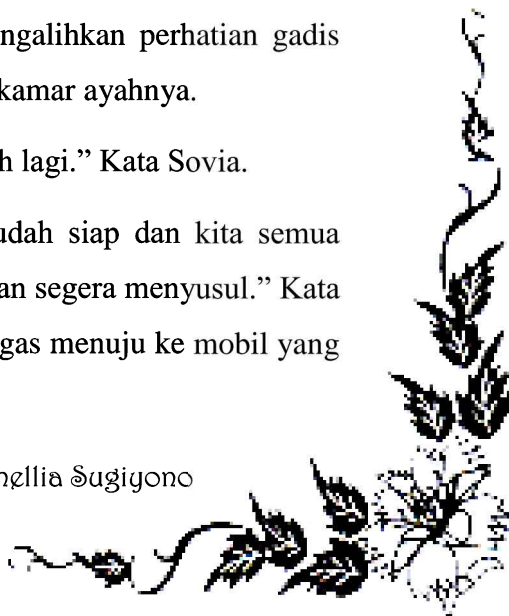 ngalihkan perhatian gadis
kamar ayahnya.
h lagi.” Kata Sovia.
udah siap dan kita semua
an segera menyusul.” Kata
gas menuju ke mobil yang
nellia Sugiyono